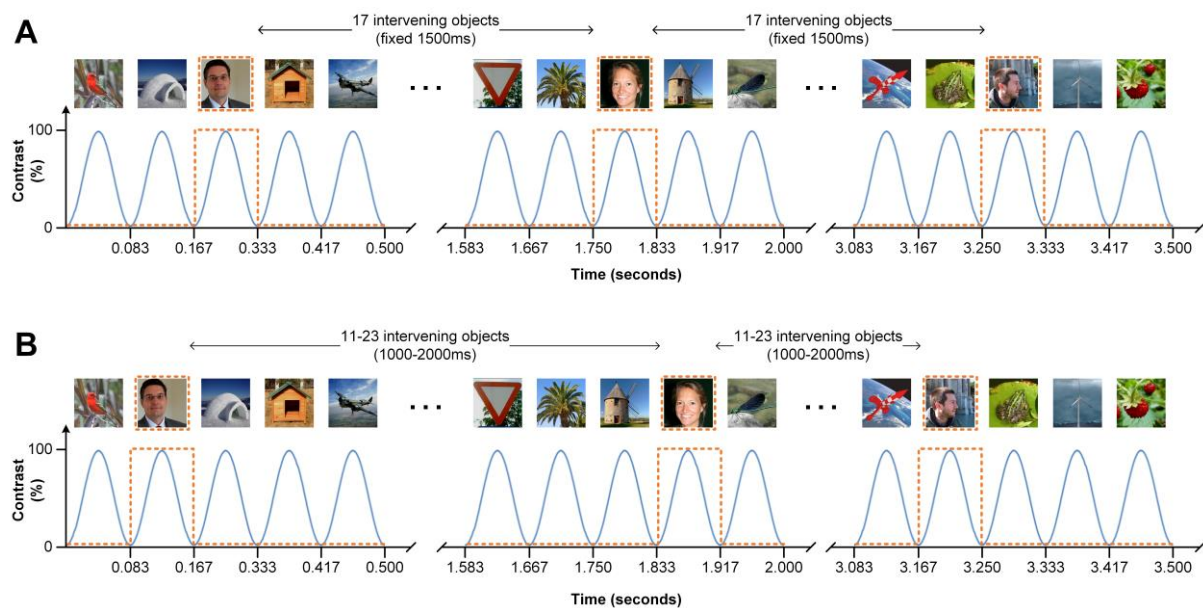 A
17 intervening objects
(fixed 1500ms)
17 intervening objects
(fixed 1500ms)
. . .
. . .
Contrast
(%)
100
0
0.083 0.167 0.333 0.417 0.500 1.583 1.667 1.750 1.833 1.917 2.000 3.083 3.167 3.250 3.333 3.417 3.500
Time (seconds)
B
11-23 intervening objects
(1000-2000ms)
11-23 intervening objects
(1000-2000ms)
. . .
. . .
Contrast
(%)
100
0
0.083 0.167 0.333 0.417 0.500 1.583 1.667 1.750 1.833 1.917 2.000 3.083 3.167 3.250 3.333 3.417 3.500
Time (seconds)